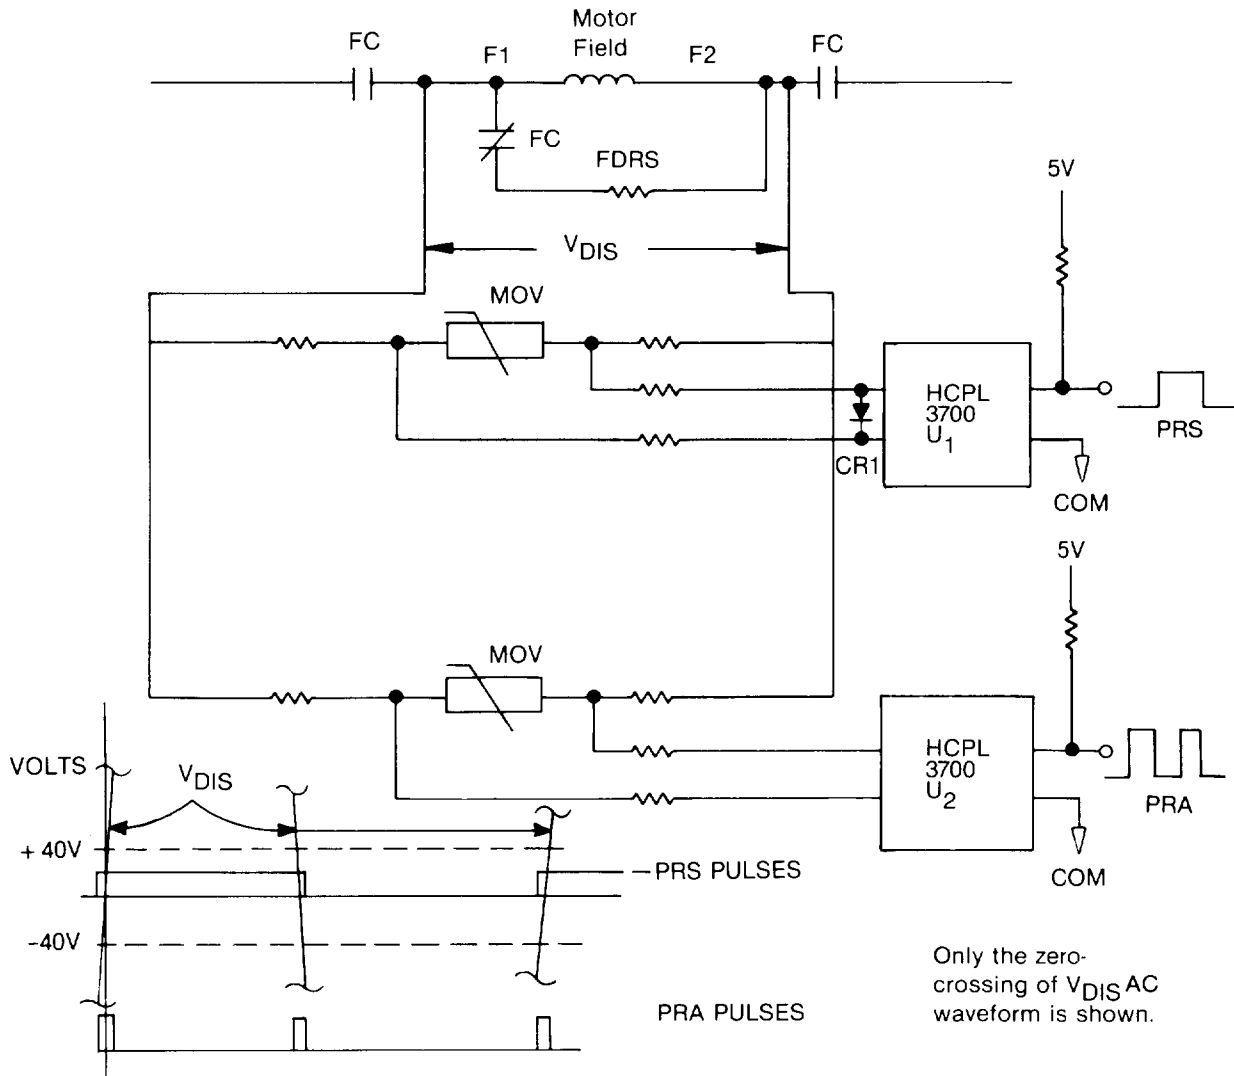 Motor
Field
FC
F1
F2
FC
FC
FDRS
5V
VDIS
MOV
HCPL
3700
U1
PRS
CR1
COM
5V
MOV
HCPL
3700
U2
PRA
COM
VOLTS
VDIS
+ 40V
PRS PULSES
-40V
PRA PULSES
Only the zero-
crossing of VDIS AC
waveform is shown.